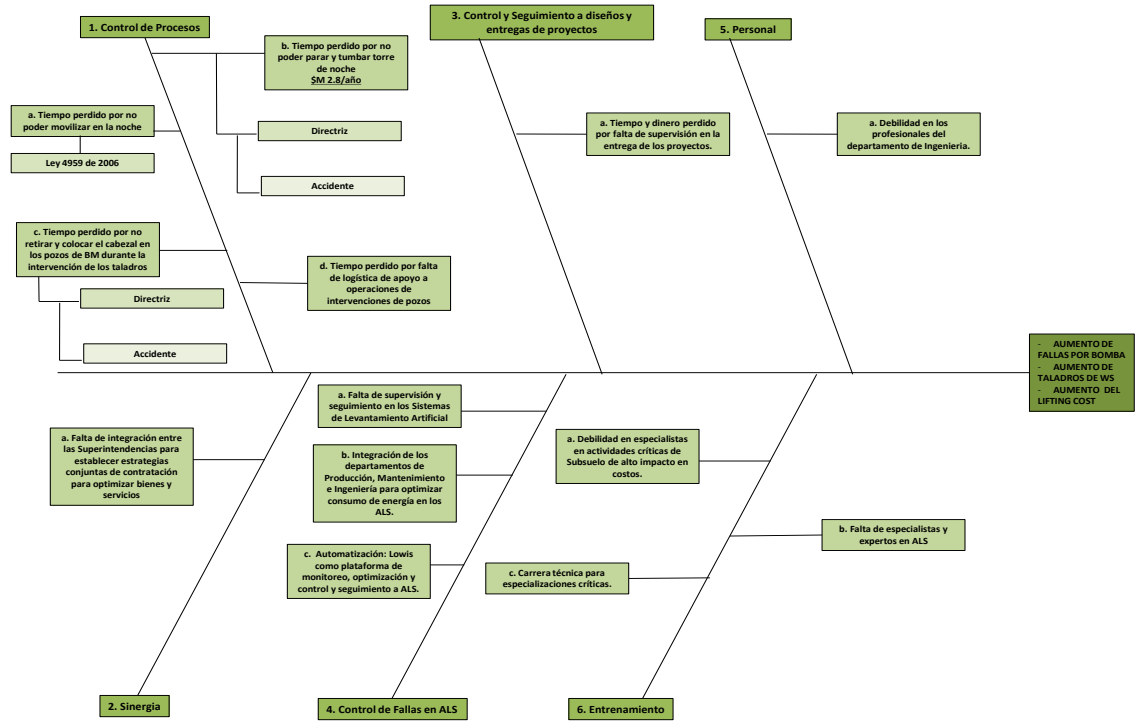 1. Control de Procesos
b. Tiempo perdido por no
poder parar y tumbar torre
de noche
$M 2.8/año
Directriz
Accidente
a. Tiempo perdido por no
poder movilizar en la noche
Ley 4959 de 2006
c. Tiempo perdido por no
retirar y colocar el cabezal en
los pozos de BM durante la
intervención de los taladros
Directriz
Accidente
d. Tiempo perdido por falta
de logística de apoyo a
operaciones de
intervenciones de pozos
3. Control y Seguimiento a diseños y
entregas de proyectos
a. Tiempo y dinero perdido
por falta de supervisión en la
entrega de los proyectos.
5. Personal
a. Debilidad en los
profesionales del
departamento de Ingenieria.
- AUMENTO DE
FALLAS POR BOMBA
- AUMENTO DE
TALADROS DE WS
- AUMENTO DEL
LIFTING COST
a. Falta de integración entre
las Superintendencias para
establecer estrategias
conjuntas de contratación
para optimizar bienes y
servicios
2. Sinergia
a. Falta de supervisión y
seguimiento en los Sistemas
de Levantamiento Artificial
b. Integración de los
departamentos de
Producción, Mantenimiento
e Ingeniería para optimizar
consumo de energía en los
ALS.
c. Automatización: Lowis
como plataforma de
monitoreo, optimización y
control y seguimiento a ALS.
4. Control de Fallas en ALS
a. Debilidad en especialistas
en actividades críticas de
Subsuelo de alto impacto en
costos.
b. Falta de especialistas y
expertos en ALS
c. Carrera técnica para
especializaciones críticas.
6. Entrenamiento